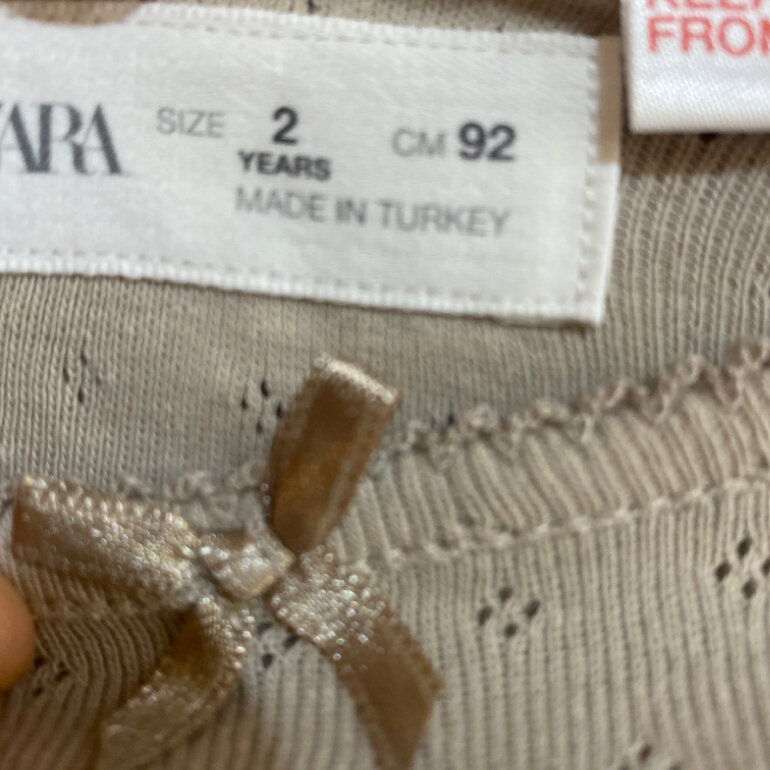 ZARA
SIZE 2 YEARS CM 92
MADE IN TURKEY
FROM